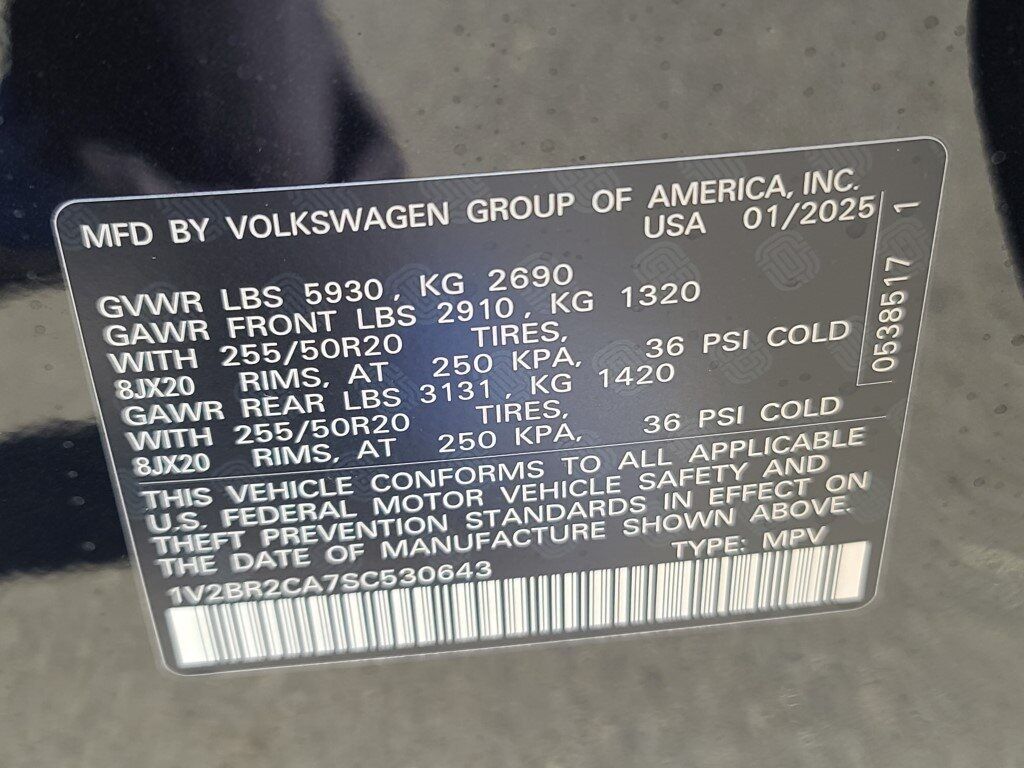 MFD BY VOLKSWAGEN GROUP OF AMERICA, INC.
USA 01/2025
GVWR LBS 5930, KG 2690
GAWR FRONT LBS 2910, KG 1320
WITH 255/50R20 TIRES,
8JX20 RIMS, AT 250 KPA, 36 PSI COLD
GAWR REAR LBS 3131, KG 1420
WITH 255/50R20 TIRES,
8JX20 RIMS, AT 250 KPA, 36 PSI COLD
THIS VEHICLE CONFORMS TO ALL APPLICABLE
U.S. FEDERAL MOTOR VEHICLE SAFETY AND
THEFT PREVENTION STANDARDS IN EFFECT ON
THE DATE OF MANUFACTURE SHOWN ABOVE.
1V2BR2CA7SC530643 TYPE: MPV
0538517 1